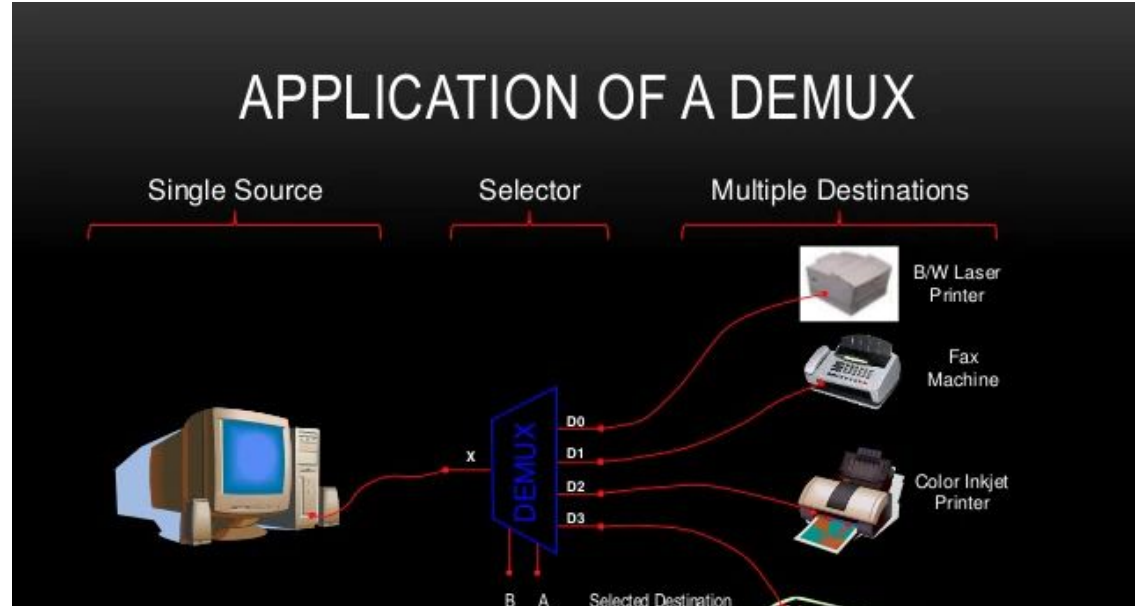 APPLICATION OF A DEMUX
Single Source
Selector
Multiple Destinations
B/W Laser
Printer
Fax
Machine
Color Inkjet
Printer
X
DEMUX
D0
D1
D2
D3
B A Selected Destination